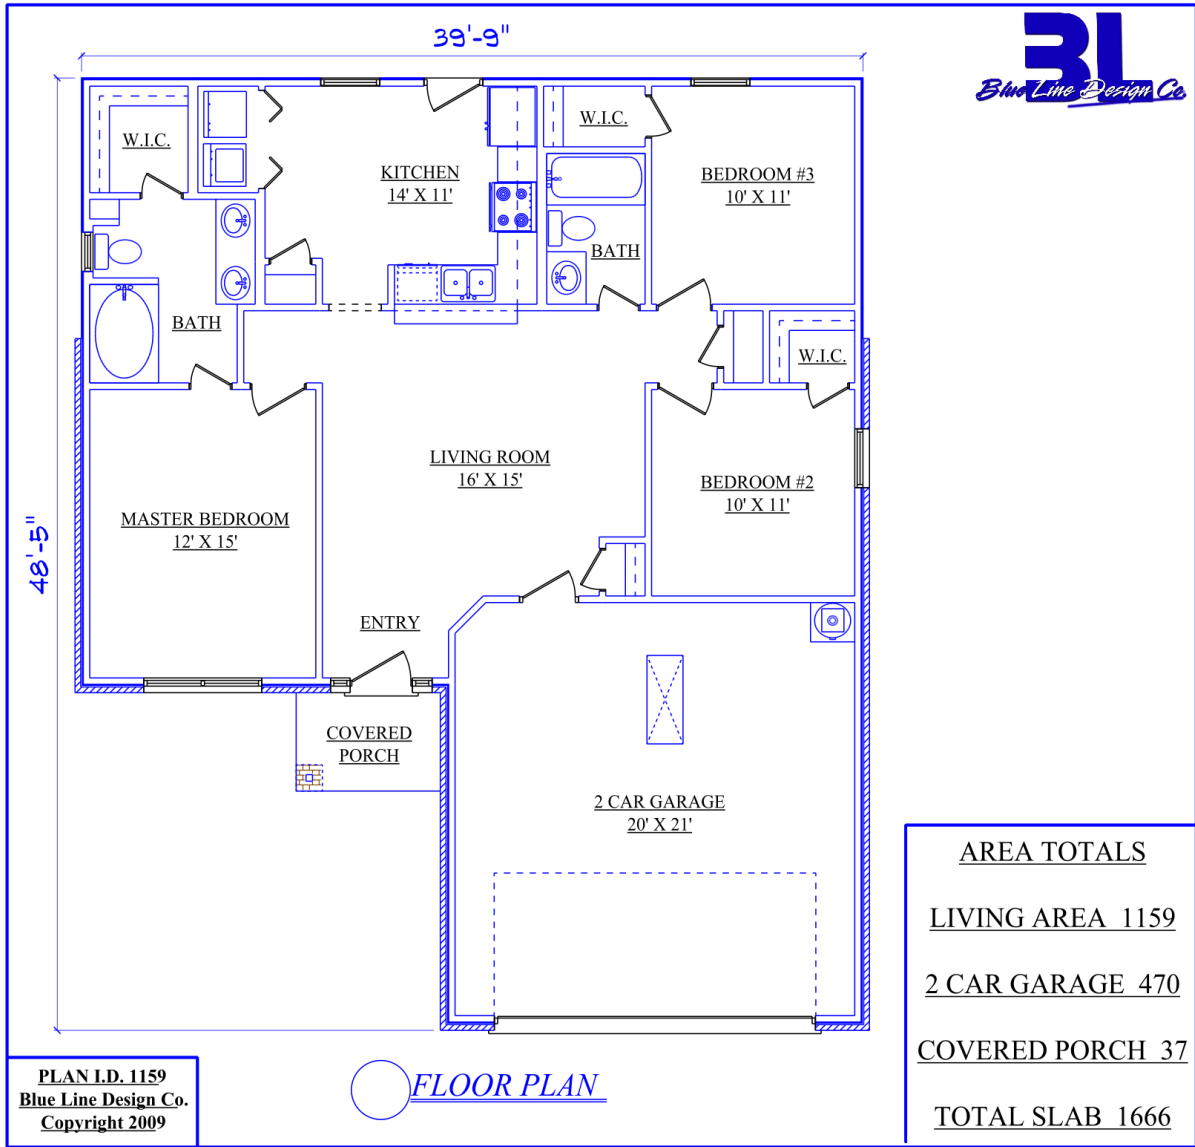 39'-9"
BL
Blue Line Design Co.
W.I.C.
KITCHEN
14' X 11'
W.I.C.
BEDROOM #3
10' X 11'
BATH
BATH
W.I.C.
LIVING ROOM
16' X 15'
BEDROOM #2
10' X 11'
MASTER BEDROOM
12' X 15'
48'-5"
ENTRY
COVERED
PORCH
2 CAR GARAGE
20' X 21'
AREA TOTALS
LIVING AREA 1159
2 CAR GARAGE 470
COVERED PORCH 37
TOTAL SLAB 1666
PLAN I.D. 1159
Blue Line Design Co.
Copyright 2009
FLOOR PLAN